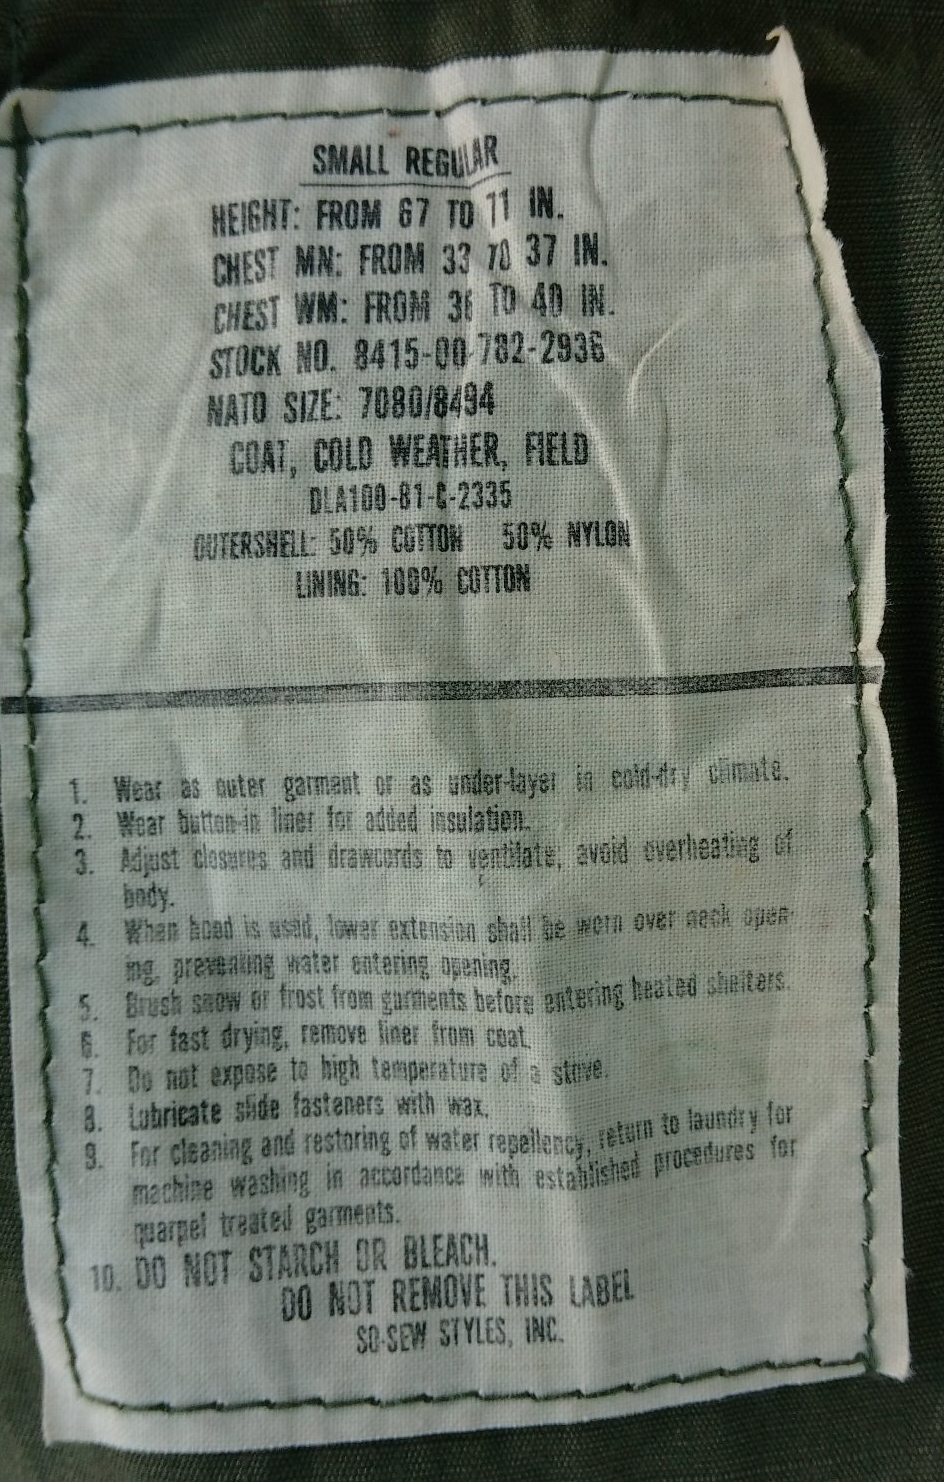 SMALL REGULAR
HEIGHT: FROM 67 TO 71 IN.
CHEST MN: FROM 33 TO 37 IN.
CHEST WM: FROM 36 TO 40 IN.
STOCK NO. 8415-00-782-2936
NATO SIZE: 7080/8494
COAT, COLD WEATHER, FIELD
DLA100-81-C-2335
OUTERSHELL: 50% COTTON 50% NYLON
LINING: 100% COTTON
1. Wear as outer garment or as under-layer in cold-dry climate.
2. Wear button-in liner for added insulation.
3. Adjust closures and drawcords to ventilate, avoid overheating of
body.
4. When hood is used, lower extension shall be worn over neck open-
ing, preventing water entering opening.
5. Brush snow or frost from garments before entering heated shelters.
6. For fast drying, remove liner from coat.
7. Do not expose to high temperature of a stove.
8. Lubricate slide fasteners with wax.
9. For cleaning and restoring of water repellency, return to laundry for
machine washing in accordance with established procedures for
quarpel treated garments.
10. DO NOT STARCH OR BLEACH.
DO NOT REMOVE THIS LABEL
SO-SEW STYLES, INC.